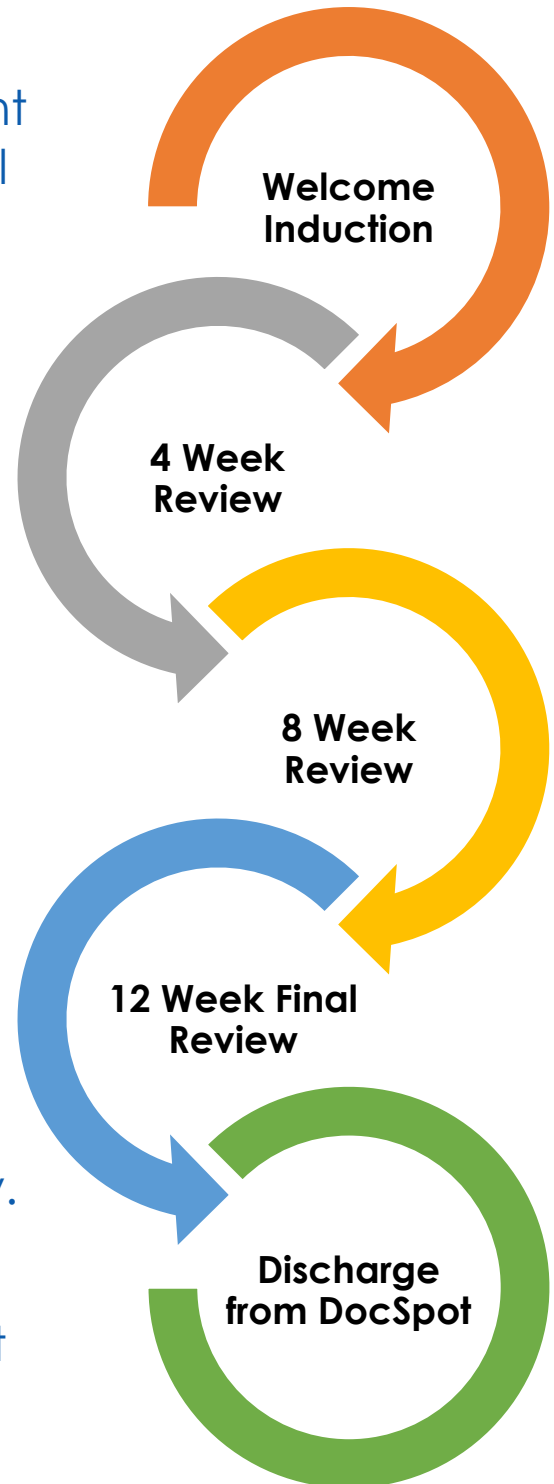 Welcome
Induction
4 Week
Review
8 Week
Review
12 Week Final
Review
Discharge
from DocSpot